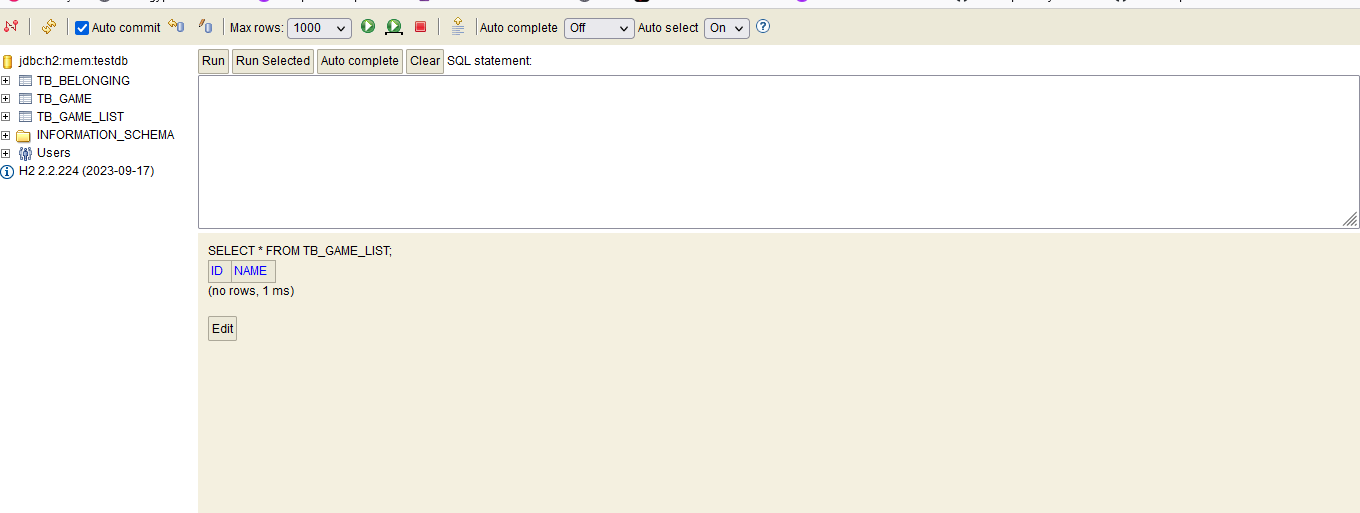 Auto commit Max rows: 1000 Auto complete Off Auto select On
jdbc:h2:mem:testdb
TB_BELONGING
TB_GAME
TB_GAME_LIST
INFORMATION_SCHEMA
Users
H2 2.2.224 (2023-09-17)
Run Run Selected Auto complete Clear SQL statement:
SELECT * FROM TB_GAME_LIST;
ID NAME
(no rows, 1 ms)
Edit